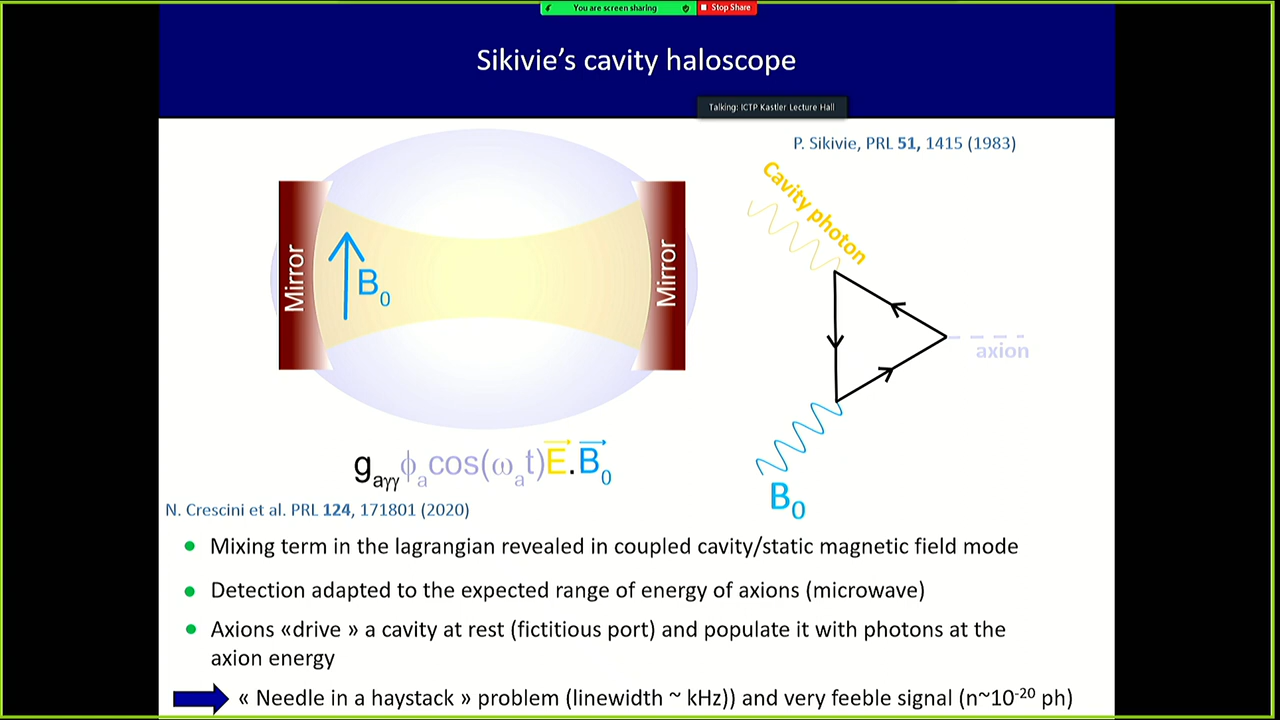 You are screen sharing
Stop Share
Sikivie's cavity haloscope
Talking: ICTP Kastler Lecture Hall
P. Sikivie, PRL 51, 1415 (1983)
Cavity photon
Mirror
B0
Mirror
axion
gaγγϕacos(ωat)E.B0
B0
N. Crescini et al. PRL 124, 171801 (2020)
Mixing term in the lagrangian revealed in coupled cavity/static magnetic field mode
Detection adapted to the expected range of energy of axions (microwave)
Axions «drive » a cavity at rest (fictitious port) and populate it with photons at the
axion energy
« Needle in a haystack » problem (linewidth ~ kHz)) and very feeble signal (n~10-20 ph)